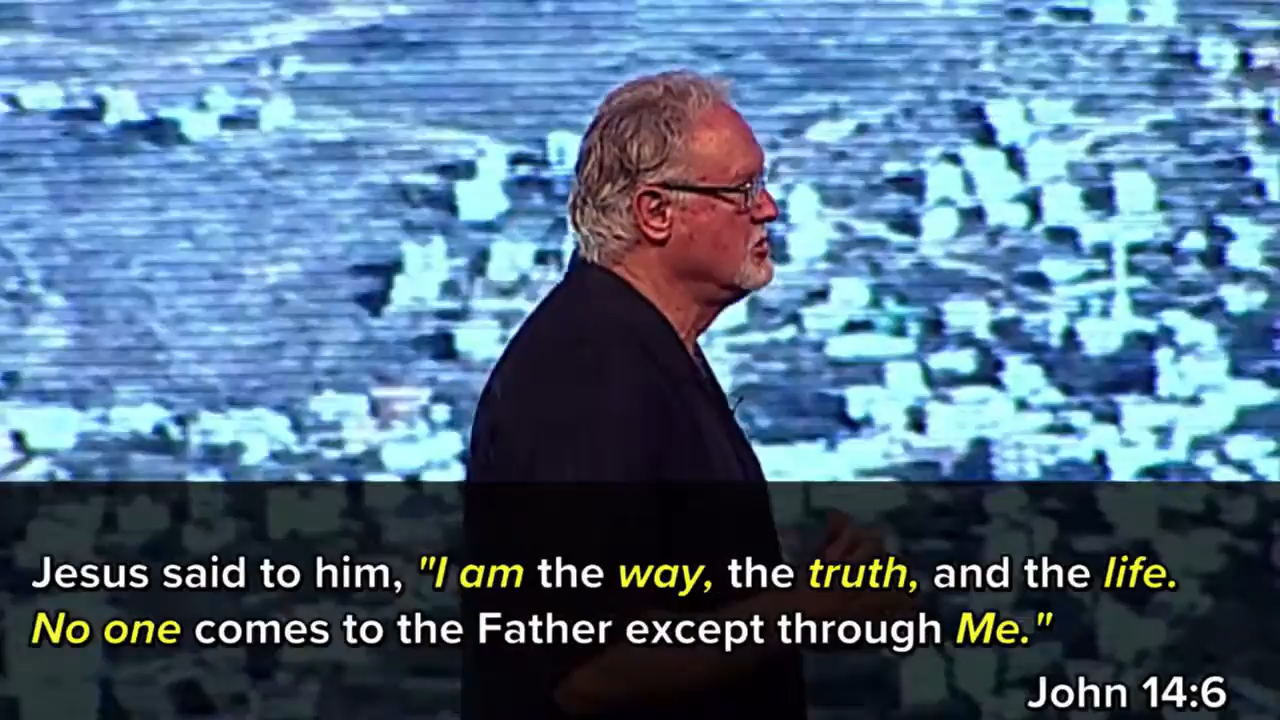 Jesus said to him, "I am the way, the truth, and the life.
No one comes to the Father except through Me."
John 14:6